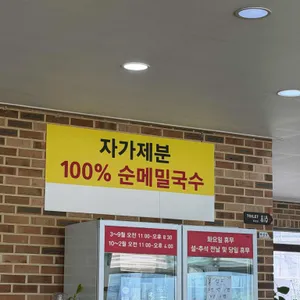 자가제분
100% 순메밀국수
TOILET
3~9월 오전 11:00-오후 8:30
10~2월 오전 11:00-오후 4:00
화요일 휴무
설·추석 전날 및 당일 휴무